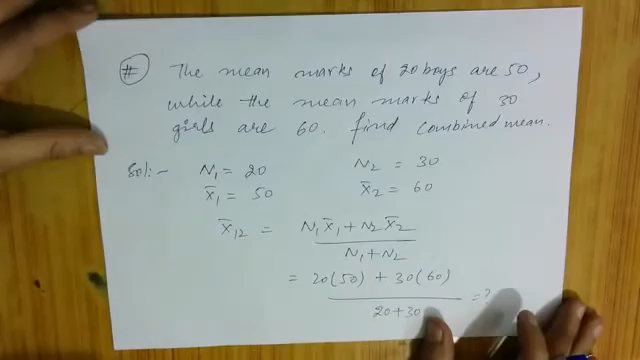 # The mean marks of 20 boys are 50,
while the mean marks of 30
girls are 60. find combined mean.
Sol:- N₁ = 20 N₂ = 30
X̄₁ = 50 X̄₂ = 60
X̄₁₂ = N₁X̄₁ + N₂X̄₂
N₁ + N₂
= 20(50) + 30(60)
20+30 = ?